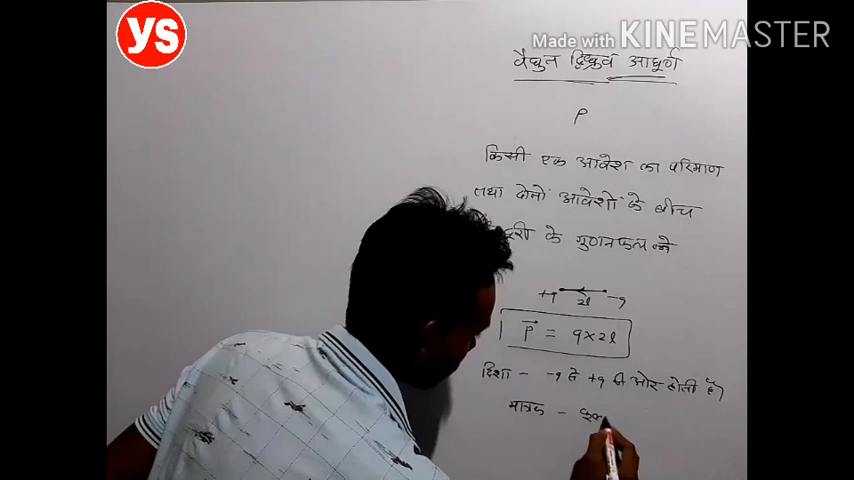 ys
Made with KINEMASTER
वैधुत द्विध्रुव आघूर्ण
P
किसी एक आवेश का परिमाण
तथा दोनों आवेशों के बीच
दूरी के गुणनफल को
+q 2l -q
P⃗ = q×2l
दिशा - -q से +q की ओर होती है।
मात्रक -